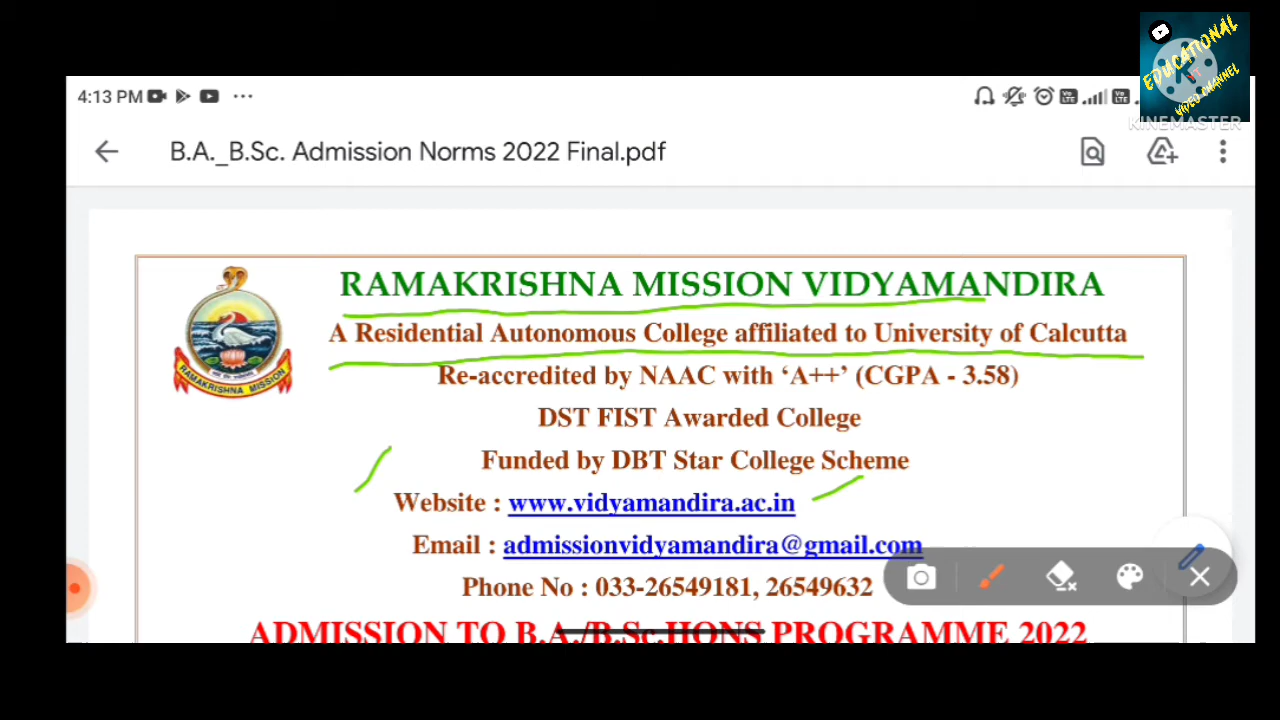 EDUCATIONAL
VIDEO CHANNEL
KINEMASTER
4:13 PM
B.A._B.Sc. Admission Norms 2022 Final.pdf
RAMAKRISHNA MISSION VIDYAMANDIRA
A Residential Autonomous College affiliated to University of Calcutta
Re-accredited by NAAC with ‘A++’ (CGPA - 3.58)
DST FIST Awarded College
Funded by DBT Star College Scheme
Website : www.vidyamandira.ac.in
Email : admissionvidyamandira@gmail.com
Phone No : 033-26549181, 26549632
ADMISSION TO B.A./B.Sc.HONS PROGRAMME 2022
RAMAKRISHNA MISSION